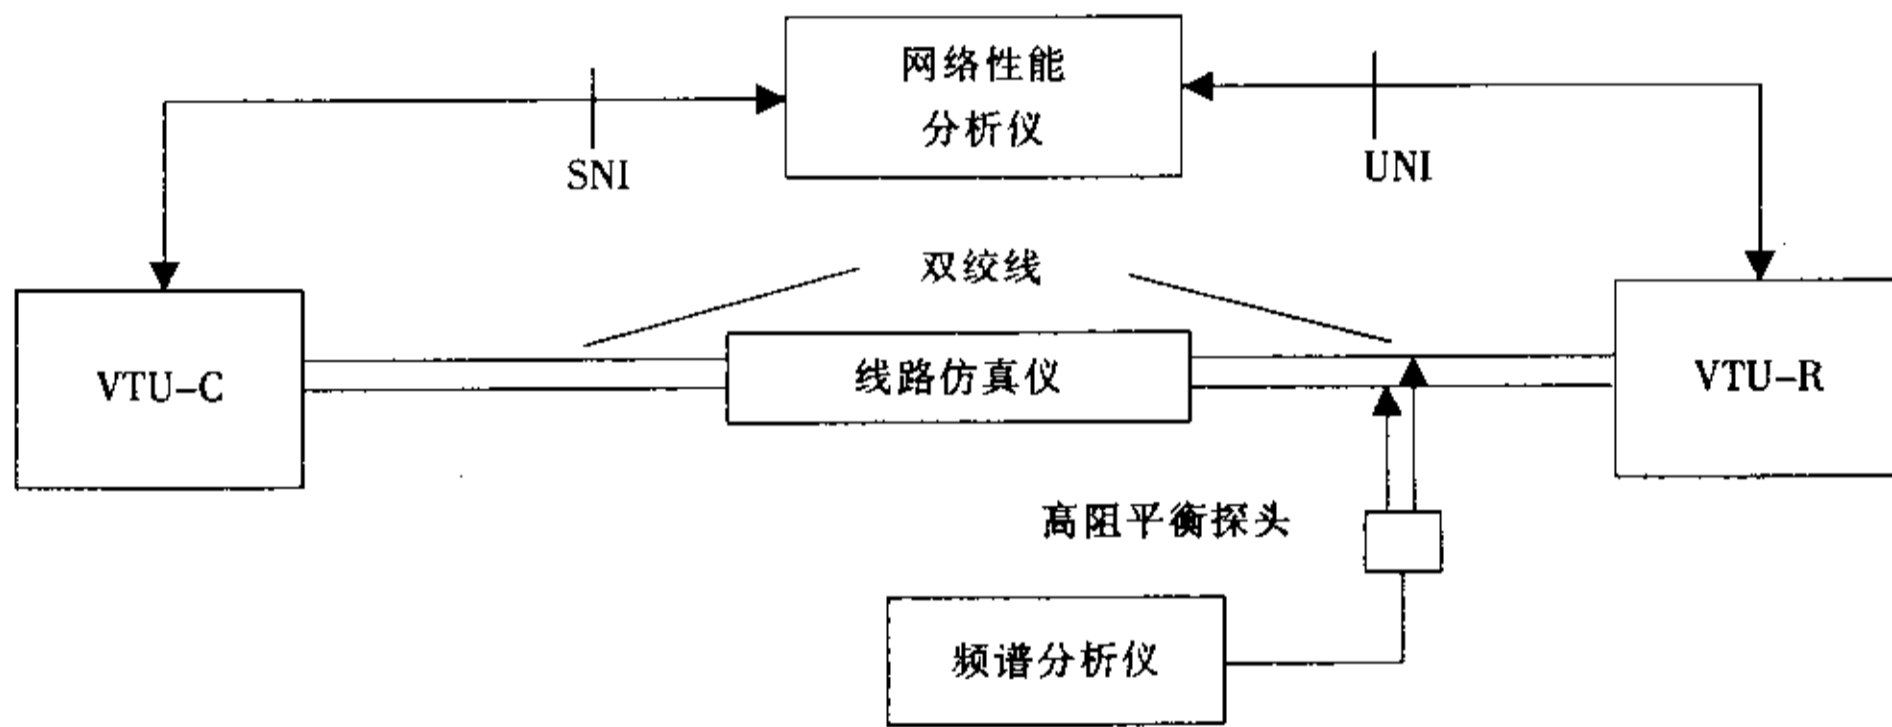 网络性能
分析仪
SNI
UNI
双绞线
VTU-C
线路仿真仪
VTU-R
高阻平衡探头
频谱分析仪